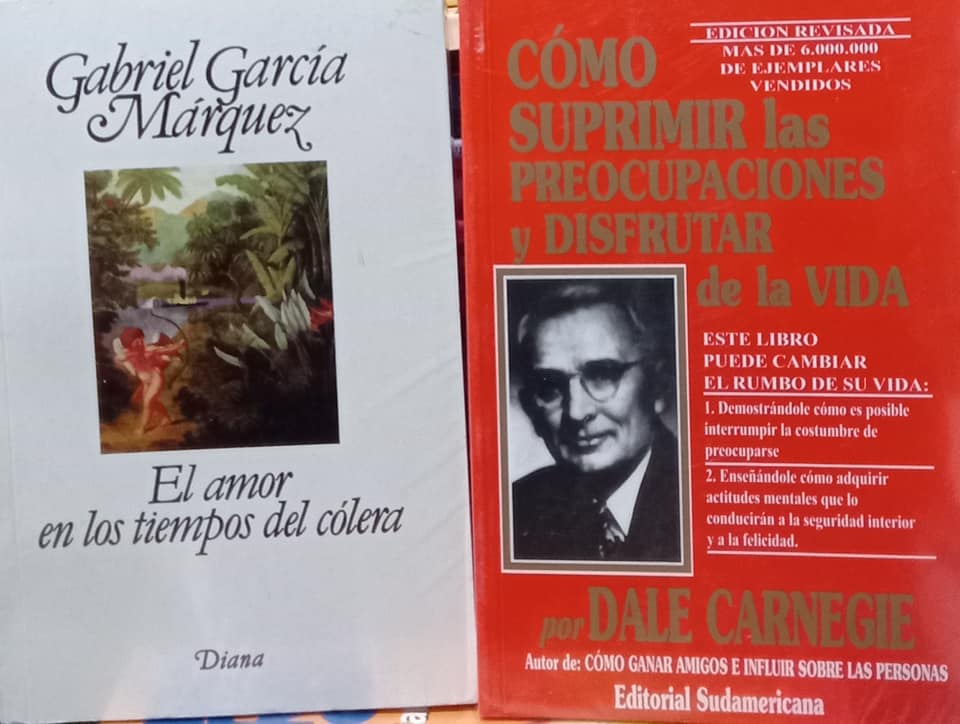 Gabriel García
Márquez
El amor
en los tiempos del cólera
Diana
EDICION REVISADA
MAS DE 6.000.000
DE EJEMPLARES
VENDIDOS
CÓMO
SUPRIMIR las
PREOCUPACIONES
y DISFRUTAR
de la VIDA
ESTE LIBRO
PUEDE CAMBIAR
EL RUMBO DE SU VIDA:
1. Demostrándole cómo es posible
interrumpir la costumbre de
preocuparse
2. Enseñándole cómo adquirir
actitudes mentales que lo
conducirán a la seguridad interior
y a la felicidad.
por DALE CARNEGIE
Autor de: CÓMO GANAR AMIGOS E INFLUIR SOBRE LAS PERSONAS
Editorial Sudamericana